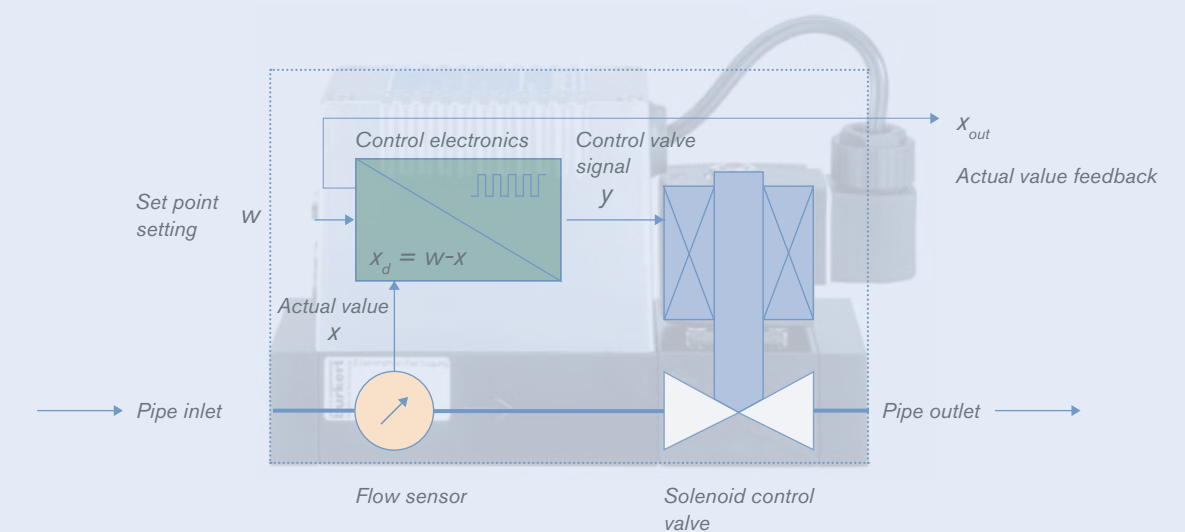 Control electronics
Control valve
signal
y
x_out
Actual value feedback
Set point
setting
w
x_d = w-x
Actual value
x
burkert
Pipe inlet
Pipe outlet
Flow sensor
Solenoid control
valve